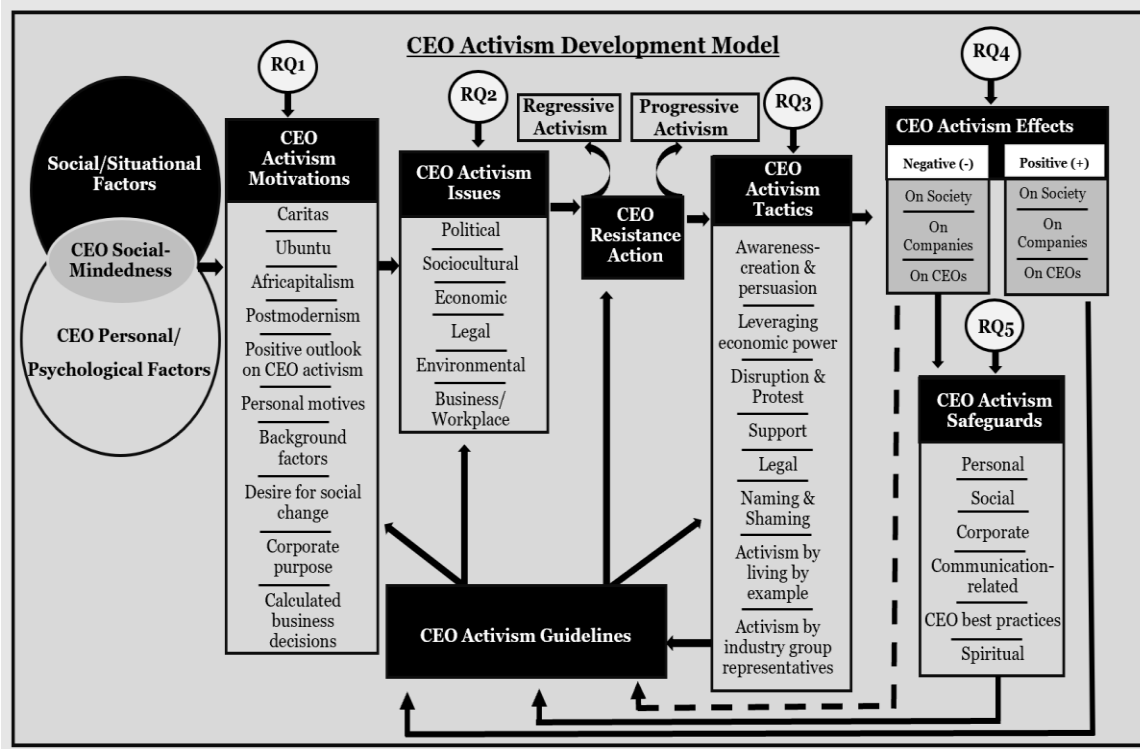 CEO Activism Development Model
RQ1
RQ2
RQ3
RQ4
RQ5
Social/Situational
Factors
CEO Social-
Mindedness
CEO Personal/
Psychological Factors
CEO
Activism
Motivations
Caritas
Ubuntu
Africapitalism
Postmodernism
Positive outlook
on CEO activism
Personal motives
Background
factors
Desire for social
change
Corporate
purpose
Calculated
business
decisions
CEO Activism
Issues
Political
Sociocultural
Economic
Legal
Environmental
Business/
Workplace
Regressive
Activism
Progressive
Activism
CEO
Resistance
Action
CEO
Activism
Tactics
Awareness-
creation &
persuasion
Leveraging
economic power
Disruption &
Protest
Support
Legal
Naming &
Shaming
Activism by
living by
example
Activism by
industry group
representatives
CEO Activism Effects
Negative (-)
On Society
On
Companies
On CEOs
Positive (+)
On Society
On
Companies
On CEOs
CEO Activism
Safeguards
Personal
Social
Corporate
Communication-
related
CEO best practices
Spiritual
CEO Activism Guidelines